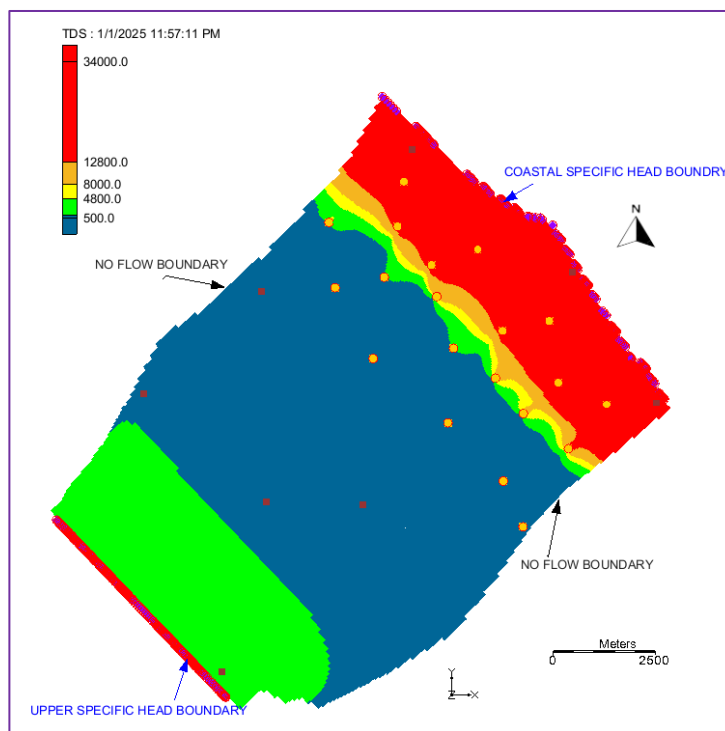 TDS : 1/1/2025 11:57:11 PM
34000.0
12800.0
8000.0
4800.0
500.0
COASTAL SPECIFIC HEAD BOUNDRY
N
NO FLOW BOUNDARY
NO FLOW BOUNDARY
Meters
0 2500
Y
Z X
UPPER SPECIFIC HEAD BOUNDARY